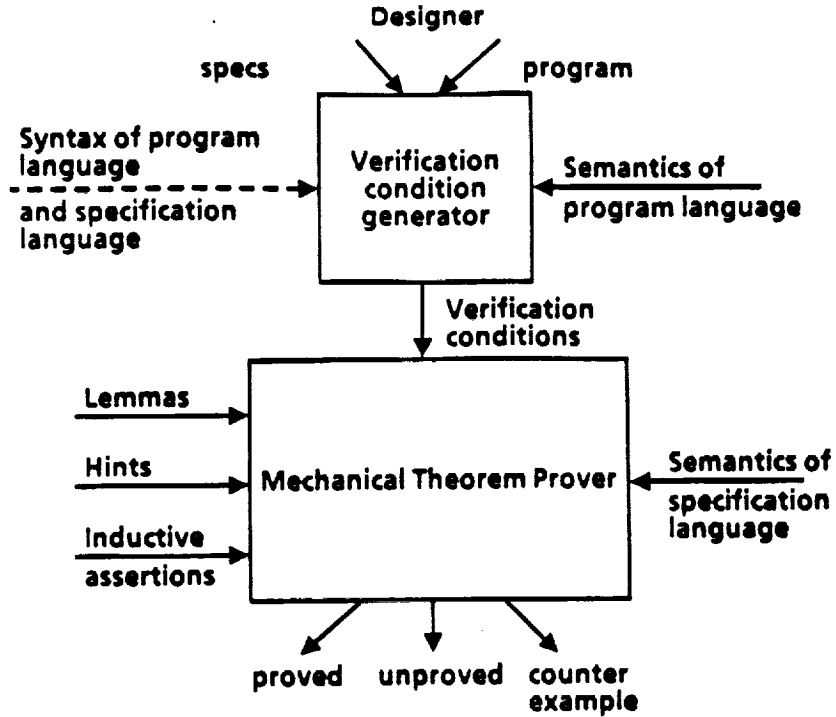 Designer
specs
program
Syntax of program
language
and specification
language
Verification
condition
generator
Semantics of
program language
Verification
conditions
Lemmas
Hints
Inductive
assertions
Mechanical Theorem Prover
Semantics of
specification
language
proved
unproved
counter
example